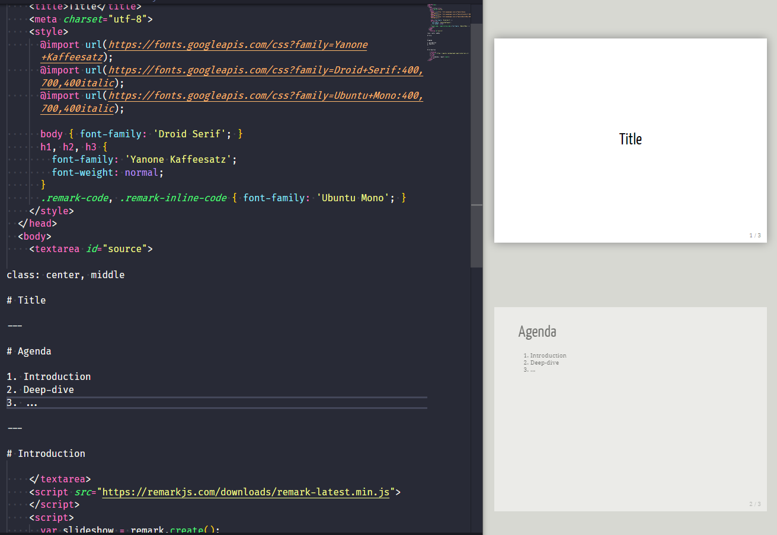 <title>Title</title>
<meta charset="utf-8">
<style>
@import url(https://fonts.googleapis.com/css?family=Yanone
+Kaffeesatz);
@import url(https://fonts.googleapis.com/css?family=Droid+Serif:400,
700,400italic);
@import url(https://fonts.googleapis.com/css?family=Ubuntu+Mono:400,
700,400italic);
body { font-family: 'Droid Serif'; }
h1, h2, h3 {
font-family: 'Yanone Kaffeesatz';
font-weight: normal;
}
.remark-code, .remark-inline-code { font-family: 'Ubuntu Mono'; }
</style>
</head>
<body>
<textarea id="source">
class: center, middle
# Title
---
# Agenda
1. Introduction
2. Deep-dive
3. ...
---
# Introduction
</textarea>
<script src="https://remarkjs.com/downloads/remark-latest.min.js">
</script>
<script>
var slideshow = remark.create();
Title
1 / 3
Agenda
1. Introduction
2. Deep-dive
3. ...
2 / 3